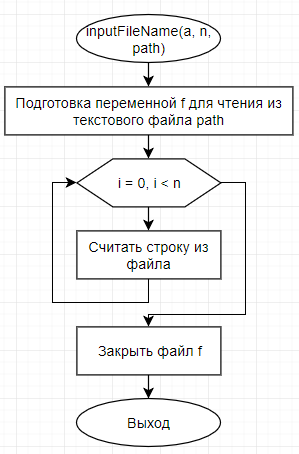 inputFileName(a, n,
path)
Подготовка переменной f для чтения из
текстового файла path
i = 0, i < n
Считать строку из
файла
Закрыть файл f
Выход